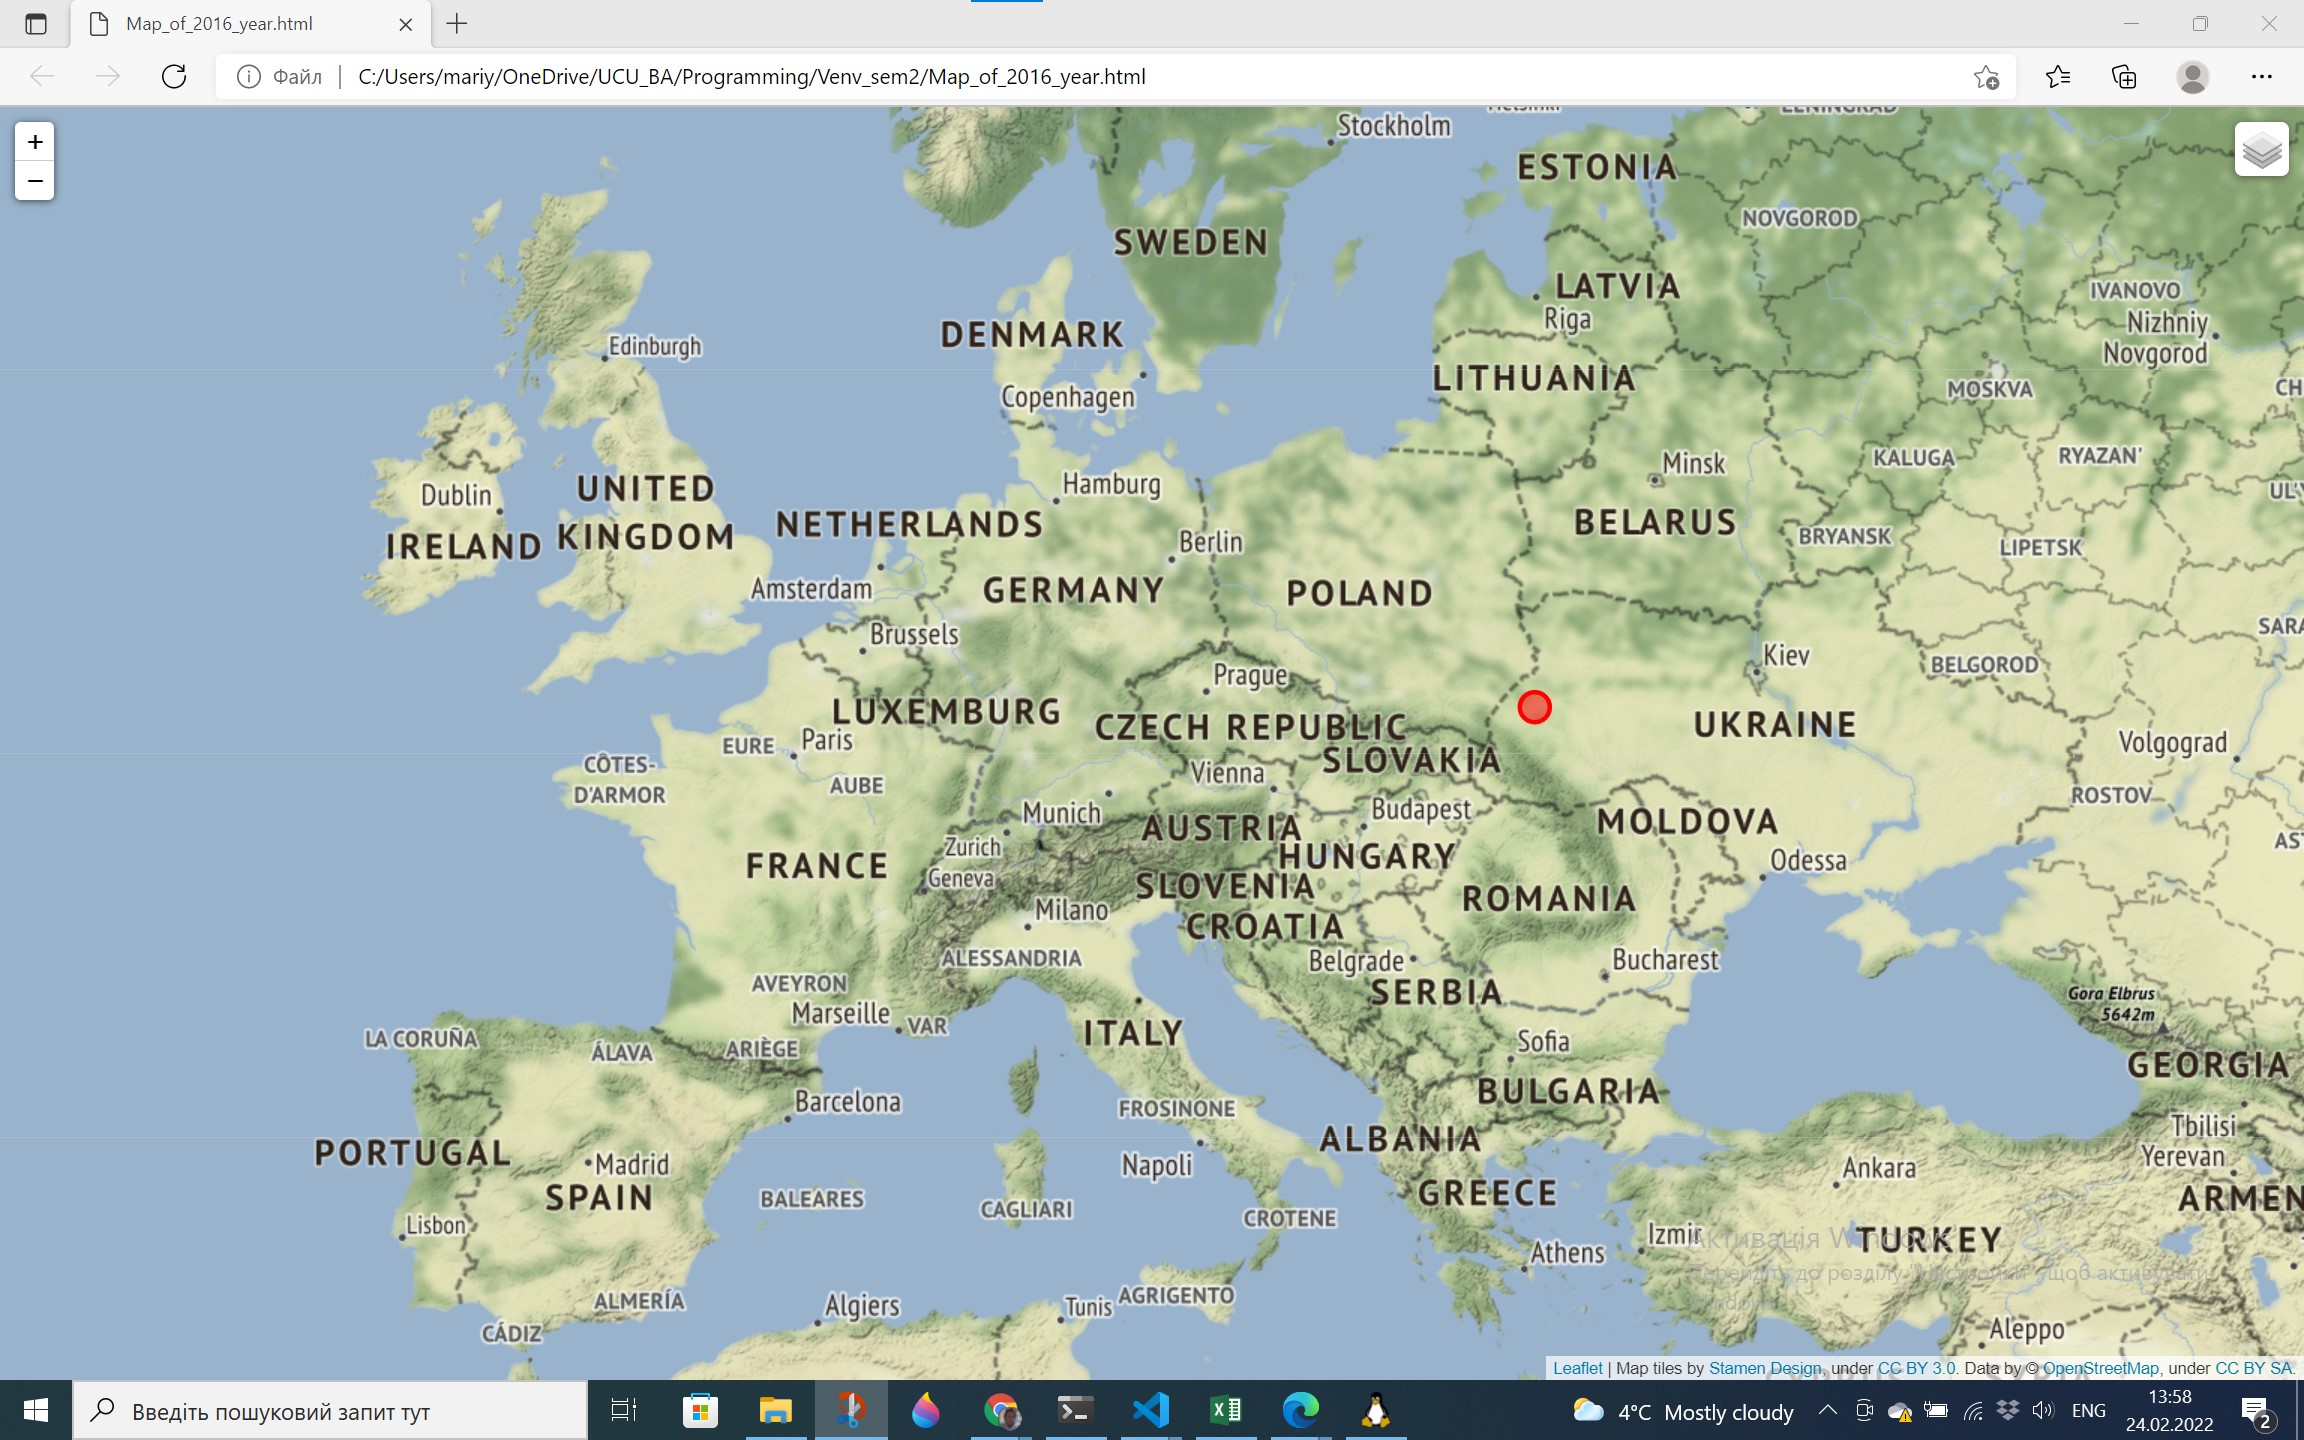 Map_of_2016_year.html
Файл
C:/Users/mariy/OneDrive/UCU_BA/Programming/Venv_sem2/Map_of_2016_year.html
+
−
Stockholm
ESTONIA
NOVGOROD
SWEDEN
LATVIA
Riga
IVANOVO
Nizhniy
Novgorod
DENMARK
Edinburgh
LITHUANIA
MOSKVA
Copenhagen
Minsk
KALUGA
RYAZAN'
UNITED
KINGDOM
Dublin
IRELAND
Hamburg
NETHERLANDS
BELARUS
BRYANSK
LIPETSK
Berlin
Amsterdam
GERMANY
POLAND
Brussels
Kiev
BELGOROD
Prague
LUXEMBURG
CZECH REPUBLIC
UKRAINE
EURE
Paris
SLOVAKIA
Volgograd
CÔTES-
D'ARMOR
AUBE
Vienna
ROSTOV
Munich
Budapest
MOLDOVA
AUSTRIA
Zurich
HUNGARY
Odessa
FRANCE
Geneva
SLOVENIA
ROMANIA
Milano
CROATIA
ALESSANDRIA
Belgrade
Bucharest
AVEYRON
SERBIA
Gora Elbrus
5642m
Marseille
VAR
ITALY
LA CORUÑA
ÁLAVA
ARIÈGE
Sofia
GEORGIA
BULGARIA
Barcelona
FROSINONE
Tbilisi
ALBANIA
PORTUGAL
Madrid
Napoli
Ankara
Yerevan
SPAIN
BALEARES
CAGLIARI
GREECE
ARMEN
CROTENE
Lisbon
Izmir
Активація Windows
TURKEY
Athens
Перейдіть до розділу "Настройки", щоб активувати
Windows.
ALMERÍA
Algiers
Tunis
AGRIGENTO
CÁDIZ
Aleppo
Leaflet | Map tiles by Stamen Design, under CC BY 3.0. Data by © OpenStreetMap, under CC BY SA.
Введіть пошуковий запит тут
4°C Mostly cloudy
ENG
13:58
24.02.2022
2